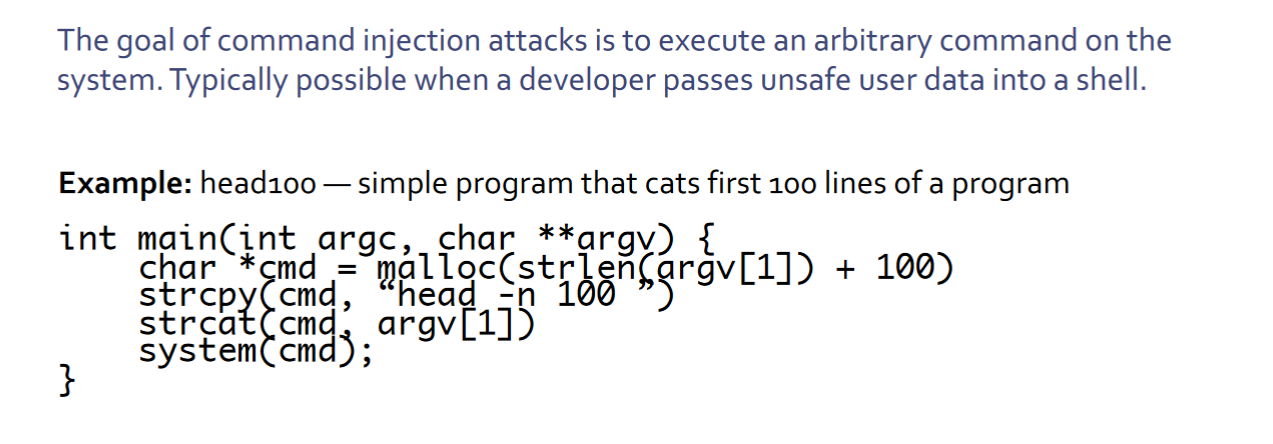 The goal of command injection attacks is to execute an arbitrary command on the
system. Typically possible when a developer passes unsafe user data into a shell.
Example: head100 — simple program that cats first 100 lines of a program
int main(int argc, char **argv) {
    char *cmd = malloc(strlen(argv[1]) + 100)
    strcpy(cmd, “head -n 100 ”)
    strcat(cmd, argv[1])
    system(cmd);
}